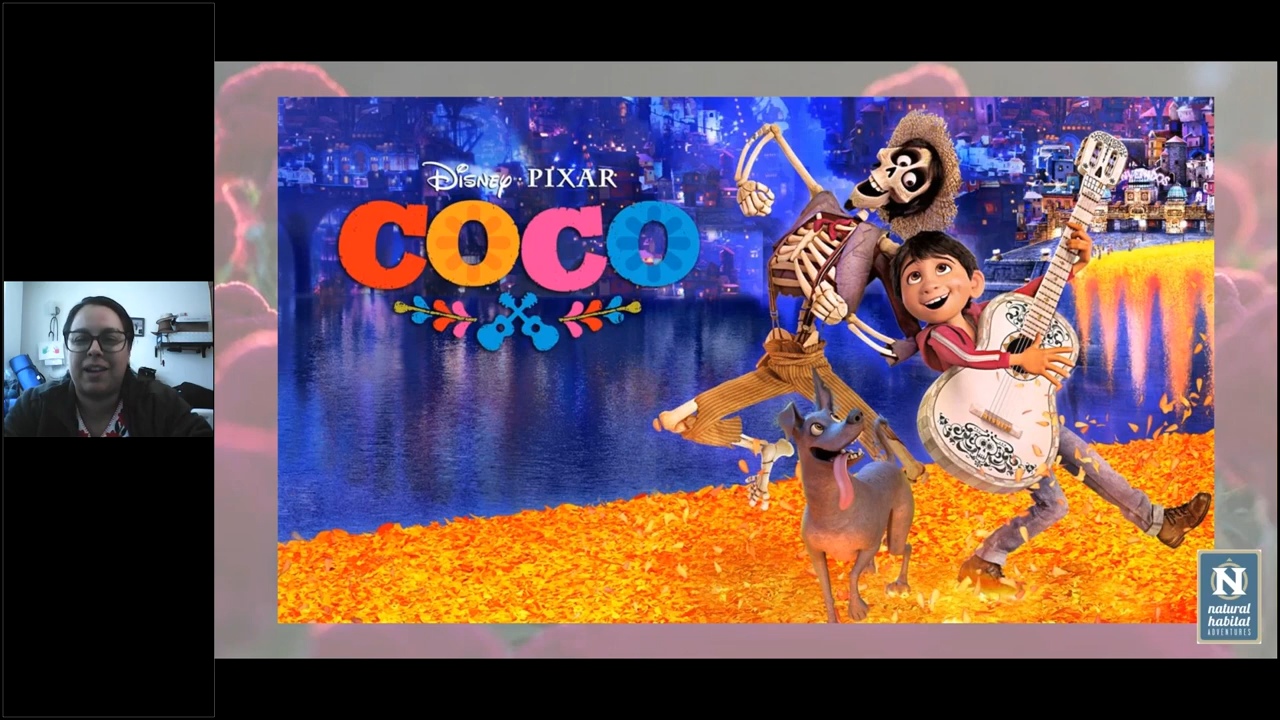 Disney · PIXAR
COCO
N
natural
habitat
ADVENTURES